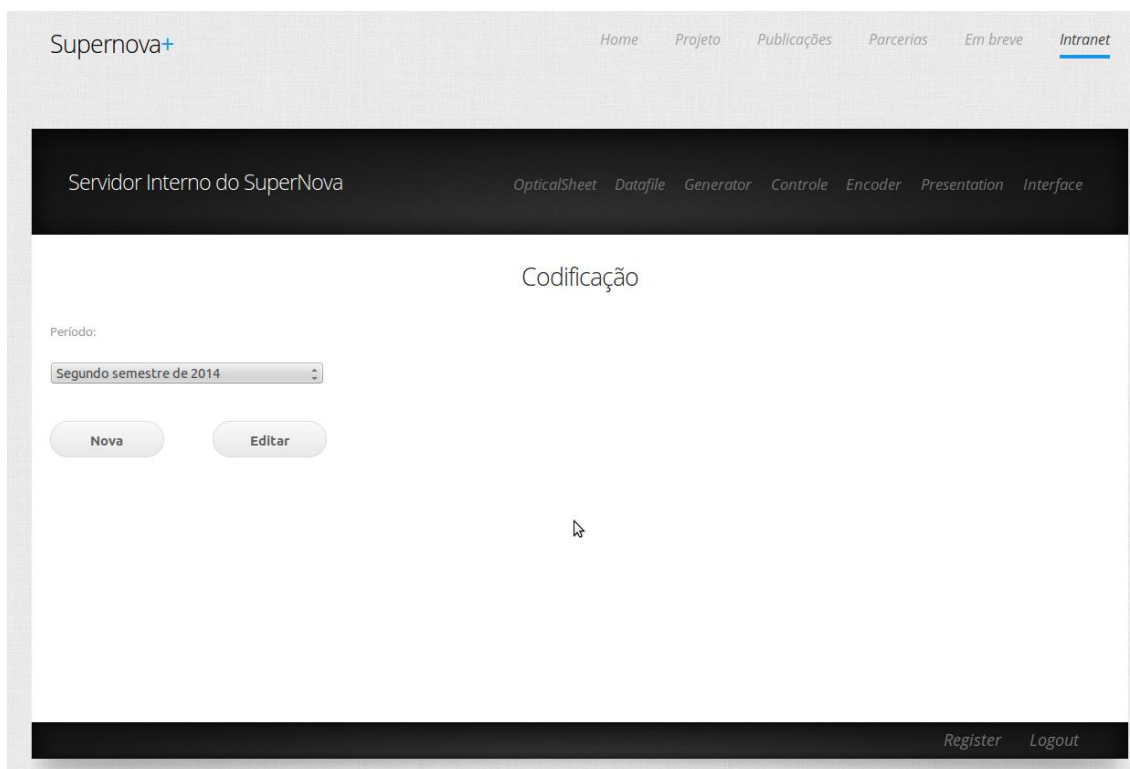 Supernova+ Home Projeto Publicações Parcerias Em breve Intranet
Servidor Interno do SuperNova OpticalSheet Datafile Generator Controle Encoder Presentation Interface
Codificação
Período:
Segundo semestre de 2014
Nova Editar
Register Logout